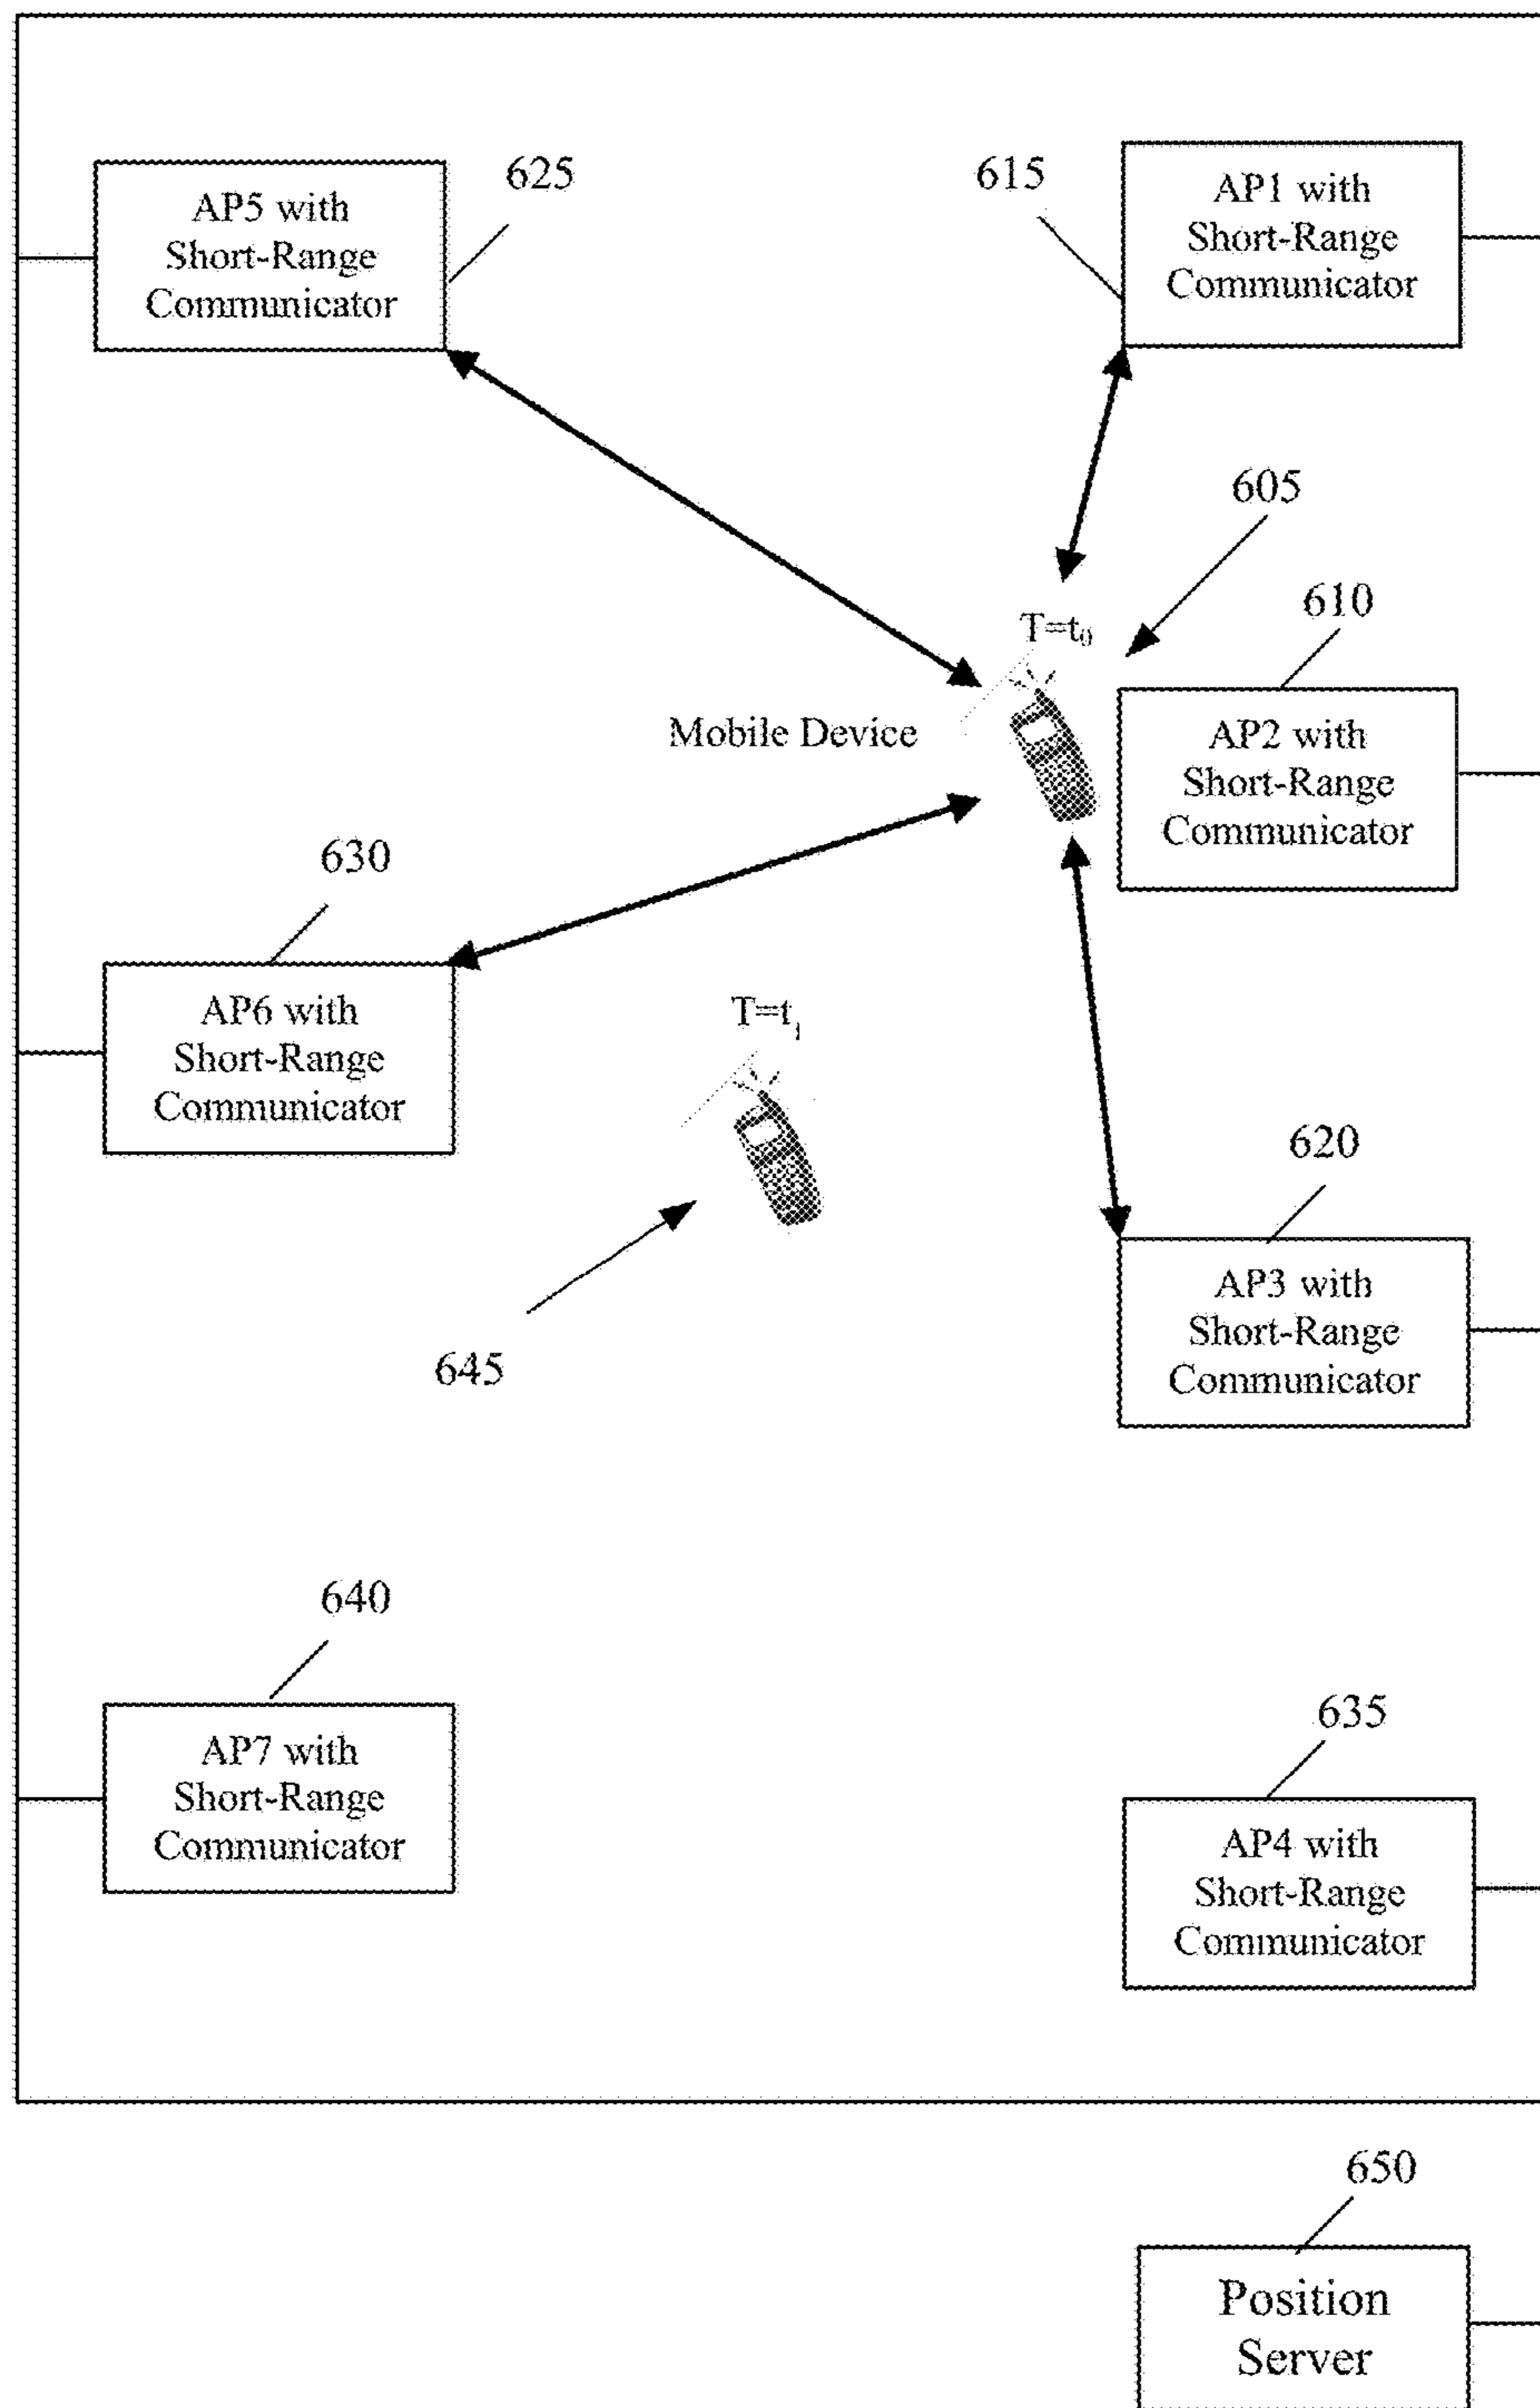 625
615
AP5 with
Short-Range
Communicator
AP1 with
Short-Range
Communicator
605
610
T=t₀
Mobile Device
AP2 with
Short-Range
Communicator
630
AP6 with
Short-Range
Communicator
T=t₁
620
AP3 with
Short-Range
Communicator
645
640
AP7 with
Short-Range
Communicator
635
AP4 with
Short-Range
Communicator
650
Position
Server